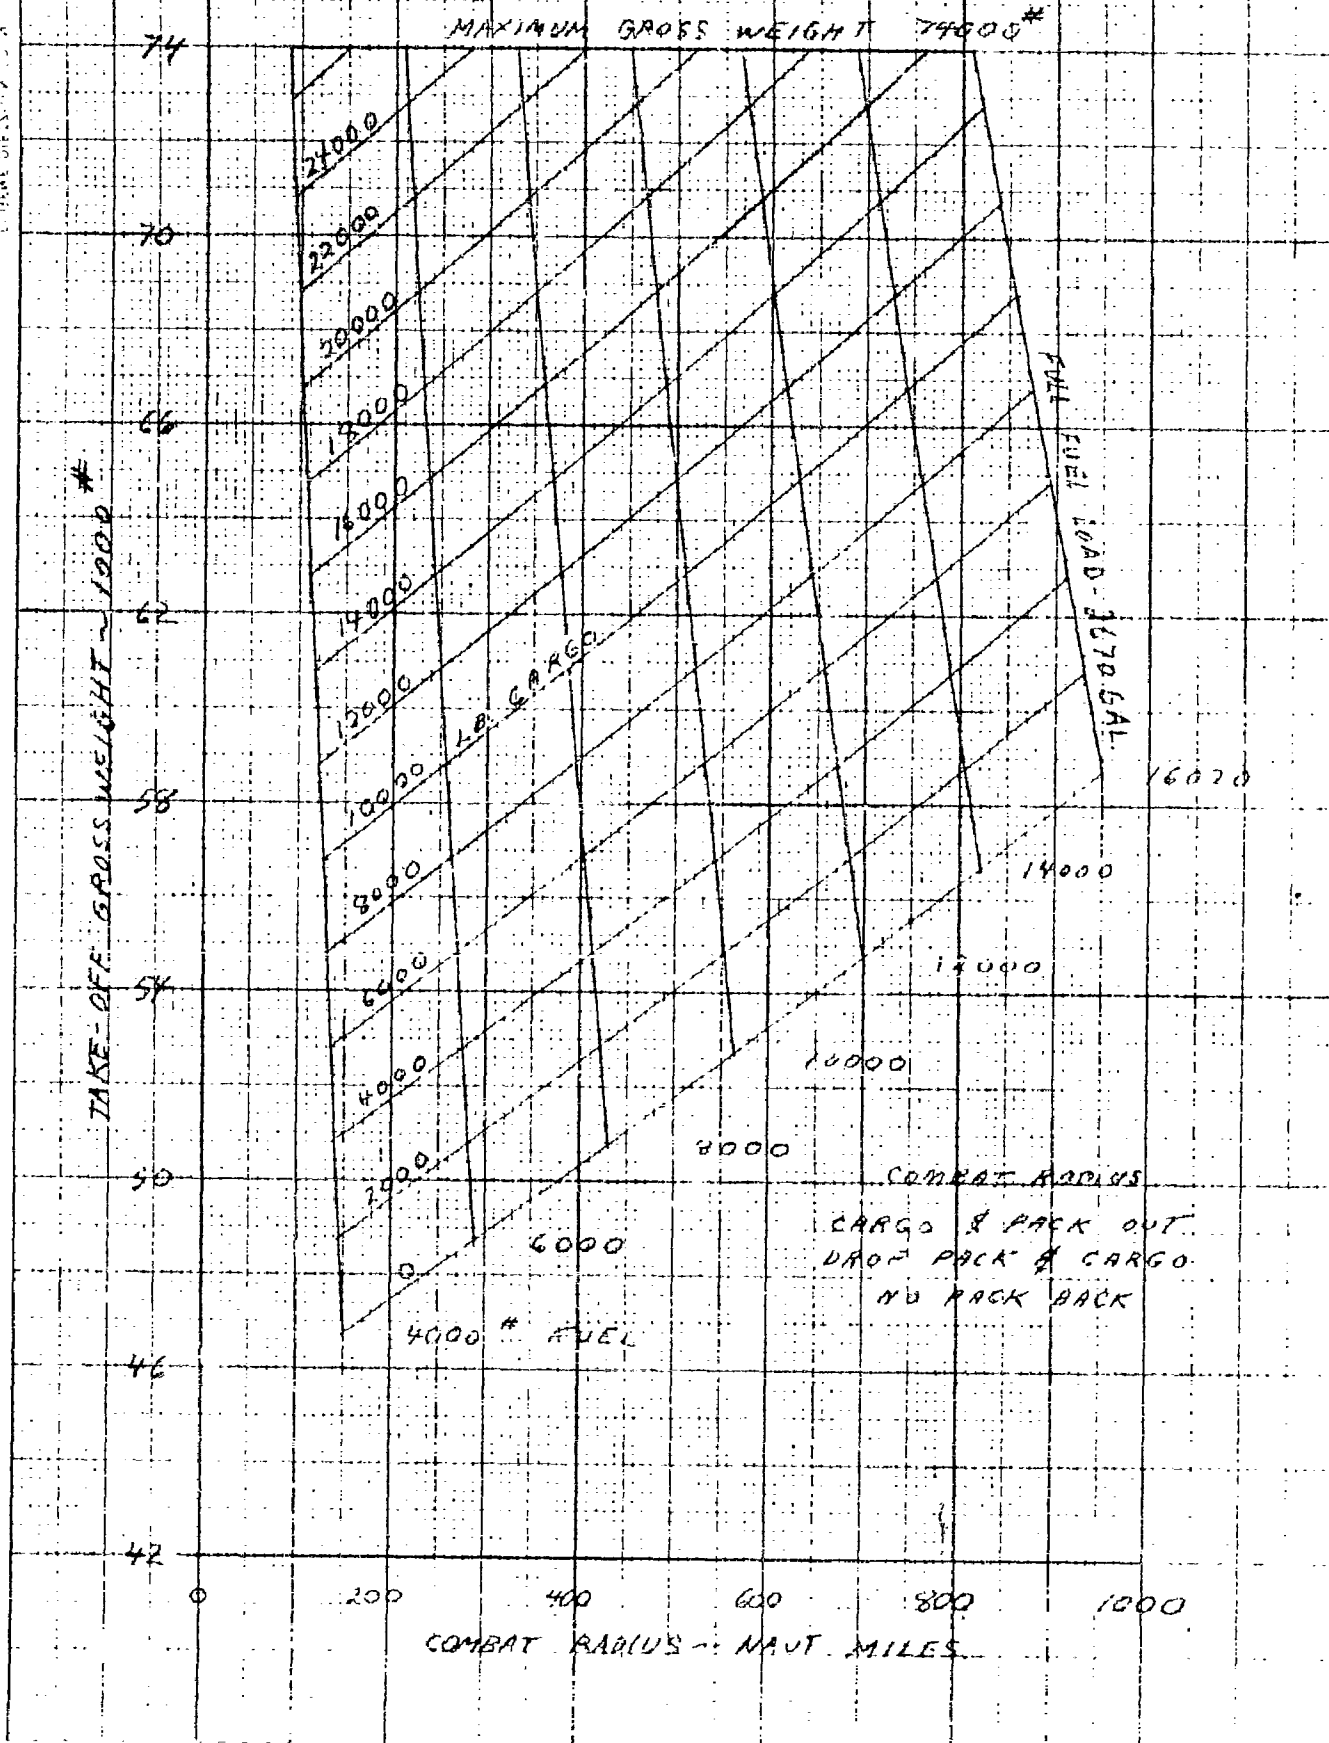 MAXIMUM GROSS WEIGHT 74000#
74
70
66
62
58
54
50
46
42
TAKE-OFF GROSS WEIGHT ~ 1000 #
24000
22000
20000
18000
16000
14000
12000
10000 LB. CARGO
8000
6000
4000
2000
0
FULL FUEL LOAD - 2670 GAL
16020
14000
12000
10000
8000
6000
4000 # FUEL
COMBAT RADIUS
CARGO & PACK OUT
DROP PACK & CARGO
NO PACK BACK
0 200 400 600 800 1000
COMBAT RADIUS - NAUT. MILES